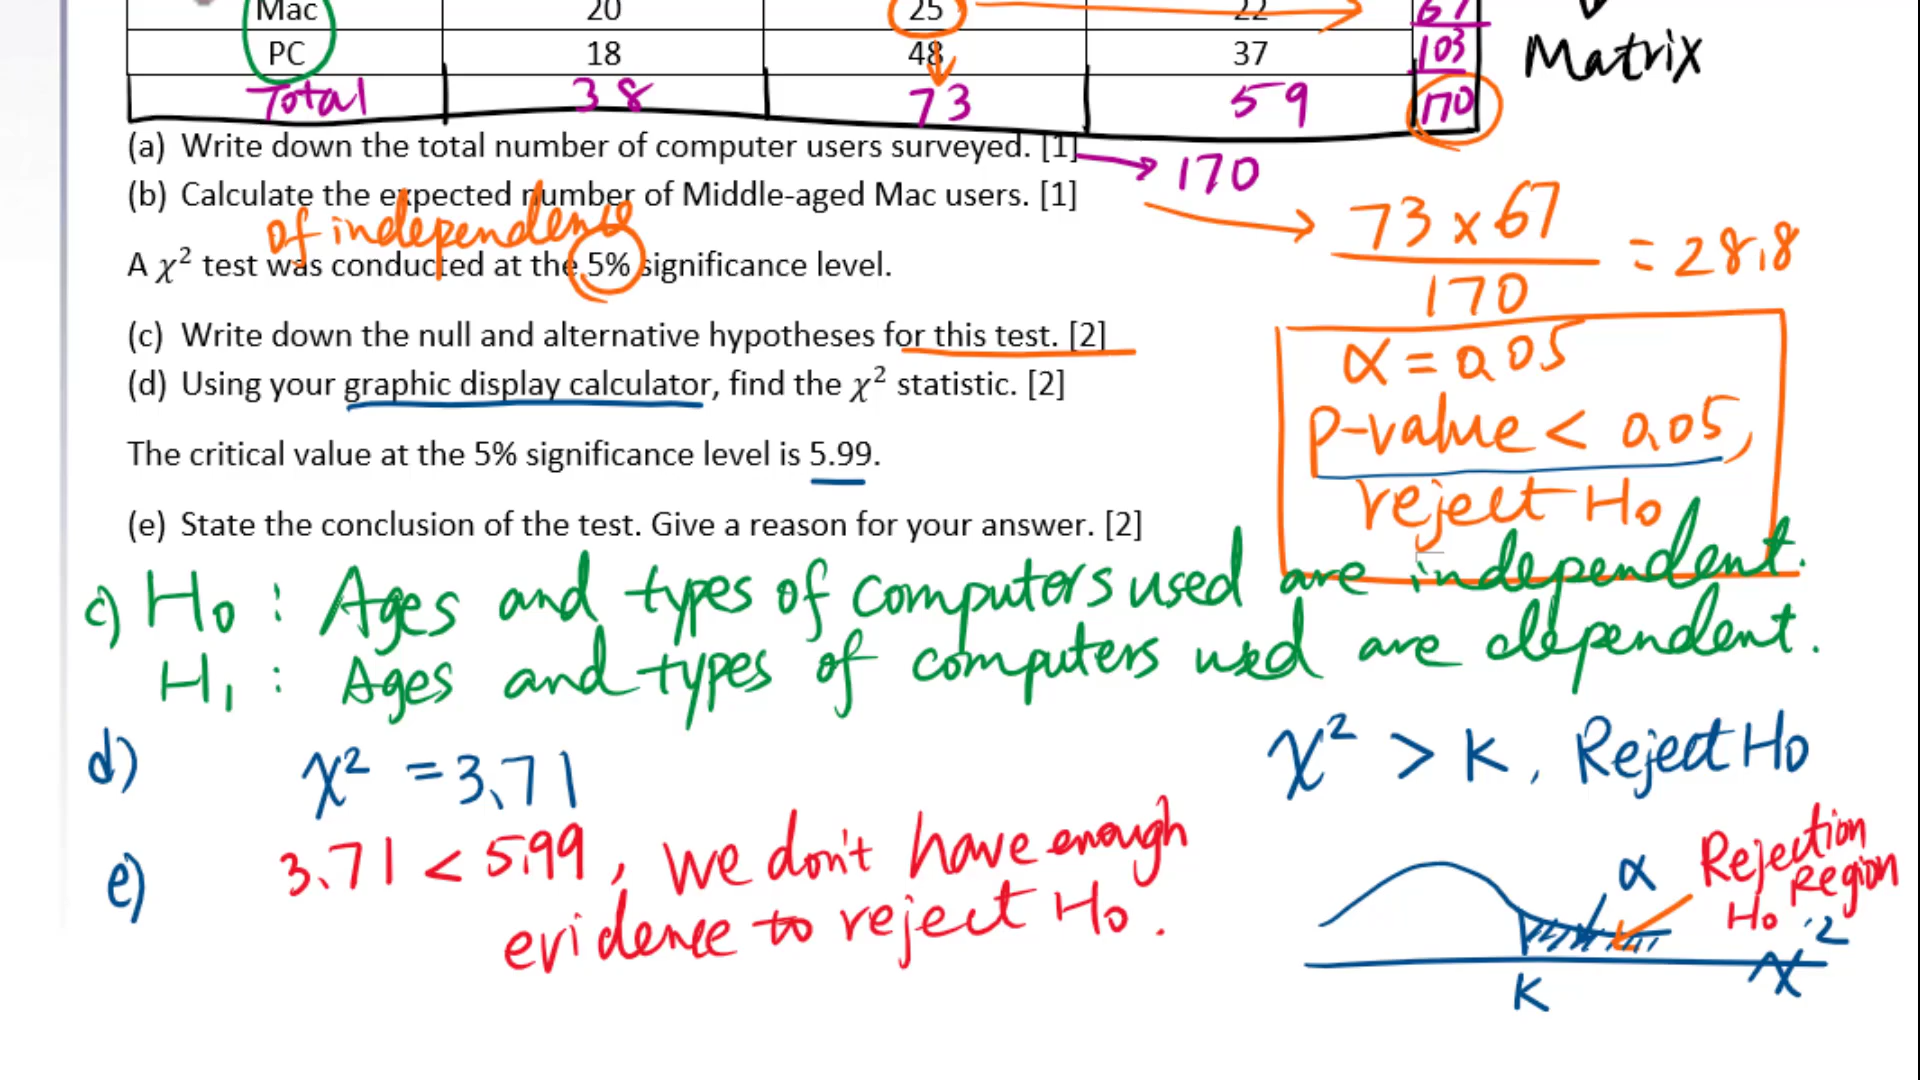 Mac 20 25 22 67
PC 18 48 37 103
Total 38 73 59 170
Matrix
(a) Write down the total number of computer users surveyed. [1]
170
(b) Calculate the expected number of Middle-aged Mac users. [1]
73 × 67
170
= 28.8
of independence
A χ² test was conducted at the 5% significance level.
(c) Write down the null and alternative hypotheses for this test. [2]
(d) Using your graphic display calculator, find the χ² statistic. [2]
The critical value at the 5% significance level is 5.99.
(e) State the conclusion of the test. Give a reason for your answer. [2]
α = 0.05
P-value < 0.05,
reject H₀
c) H₀ : Ages and types of computers used are independent.
H₁ : Ages and types of computers used are dependent.
d) χ² = 3.71
χ² > K, Reject H₀
e) 3.71 < 5.99, We don't have enough
evidence to reject H₀.
α
Rejection
Region
H₀
χ²
K